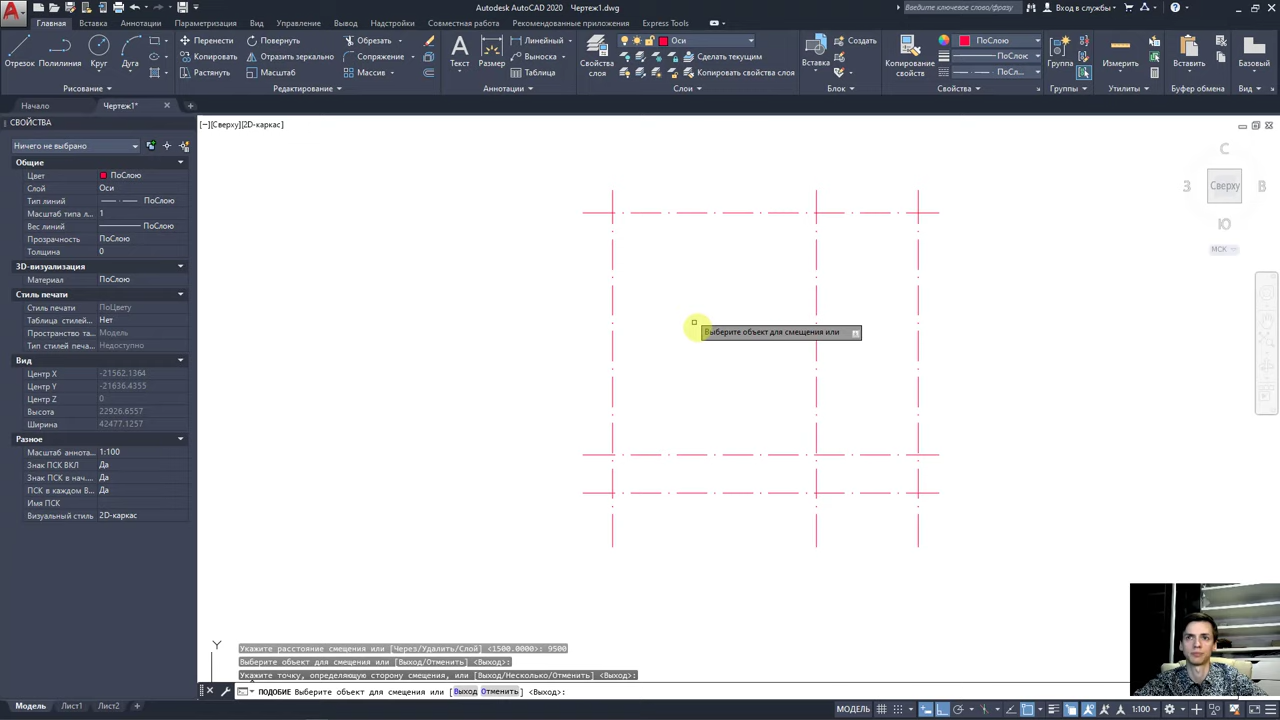 Autodesk AutoCAD 2020 Чертеж1.dwg
Введите ключевое слово/фразу
Вход в службы
Главная
Вставка
Аннотации
Параметризация
Вид
Управление
Вывод
Надстройки
Совместная работа
Рекомендованные приложения
Express Tools
Отрезок
Полилиния
Круг
Дуга
Рисование
Перенести
Копировать
Растянуть
Повернуть
Отразить зеркально
Масштаб
Обрезать
Сопряжение
Массив
Редактирование
Текст
Размер
Линейный
Выноска
Таблица
Аннотации
Свойства слоя
Оси
Сделать текущим
Копировать свойства слоя
Слои
Вставка
Создать
Блок
Копирование свойств
ПоСлою
ПоСлою
ПоСл...
Свойства
Группа
Группы
Измерить
Утилиты
Вставить
Буфер обмена
Базовый
Вид
Начало
Чертеж1*
СВОЙСТВА
Ничего не выбрано
Общие
Цвет ПоСлою
Слой Оси
Тип линий ПоСлою
Масштаб типа л... 1
Вес линий ПоСлою
Прозрачность ПоСлою
Толщина 0
3D-визуализация
Материал ПоСлою
Стиль печати
Стиль печати ПоЦвету
Таблица стилей... Нет
Пространство та... Модель
Тип стилей печат... Недоступно
Вид
Центр X -21562.1364
Центр Y -21636.4355
Центр Z 0
Высота 22926.6557
Ширина 42477.1257
Разное
Масштаб аннота... 1:100
Знак ПСК ВКЛ Да
Знак ПСК в нач... Да
ПСК в каждом В... Да
Имя ПСК
Визуальный стиль 2D-каркас
[−][Сверху][2D-каркас]
С
З
Сверху
В
Ю
МСК
Выберите объект для смещения или
Y
Укажите расстояние смещения или [Через/Удалить/Слой] <1500.0000>: 9500
Выберите объект для смещения или [Выход/Отменить] <Выход>:
Укажите точку, определяющую сторону смещения, или [Выход/Несколько/Отменить] <Выход>:
ПОДОБИЕ Выберите объект для смещения или [Выход Отменить] <Выход>:
Модель
Лист1
Лист2
МОДЕЛЬ
1:100